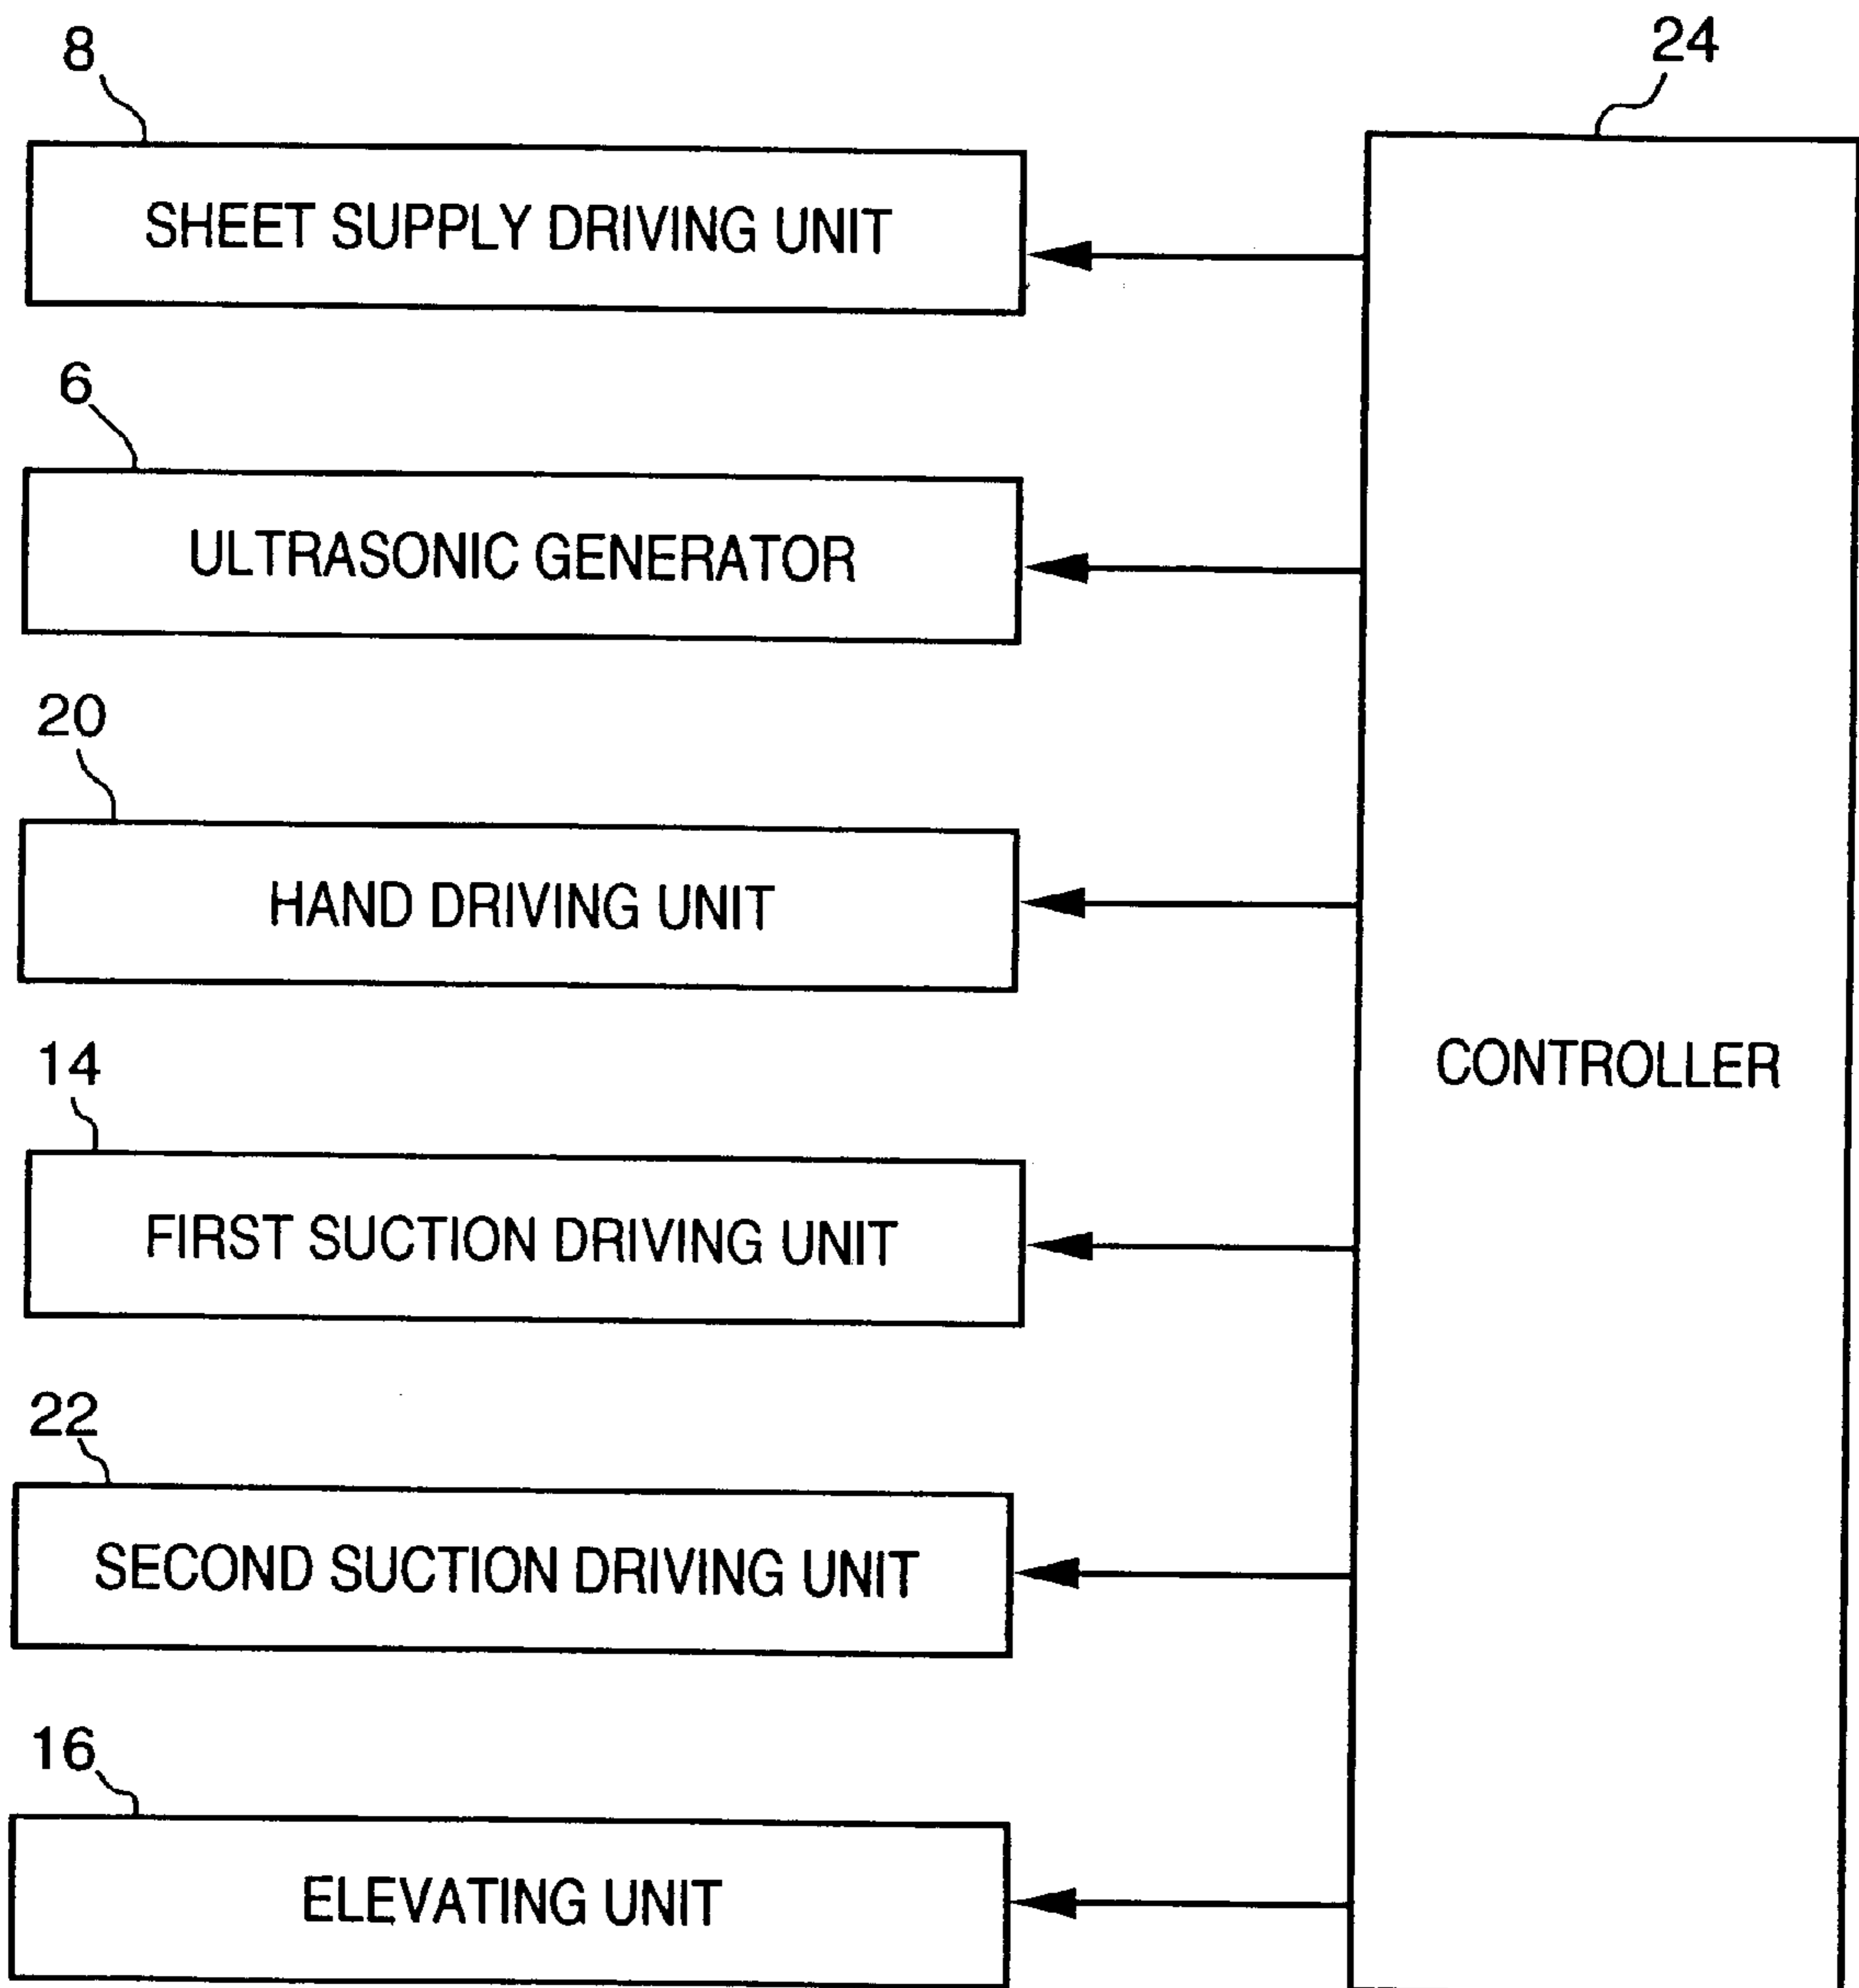 8
24
SHEET SUPPLY DRIVING UNIT
6
ULTRASONIC GENERATOR
20
HAND DRIVING UNIT
CONTROLLER
14
FIRST SUCTION DRIVING UNIT
22
SECOND SUCTION DRIVING UNIT
16
ELEVATING UNIT